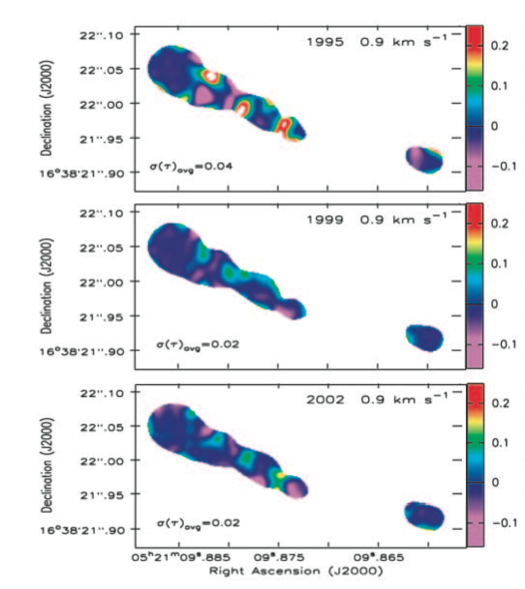 1995 0.9 km s⁻¹
22".10
22".05
22".00
21".95
16°38'21".90
Declination (J2000)
σ(τ)avg=0.04
0.2
0.1
0
−0.1
1999 0.9 km s⁻¹
22".10
22".05
22".00
21".95
16°38'21".90
Declination (J2000)
σ(τ)avg=0.02
0.2
0.1
0
−0.1
2002 0.9 km s⁻¹
22".10
22".05
22".00
21".95
16°38'21".90
Declination (J2000)
σ(τ)avg=0.02
0.2
0.1
0
−0.1
05ʰ21ᵐ09ˢ.885 09ˢ.875 09ˢ.865
Right Ascension (J2000)